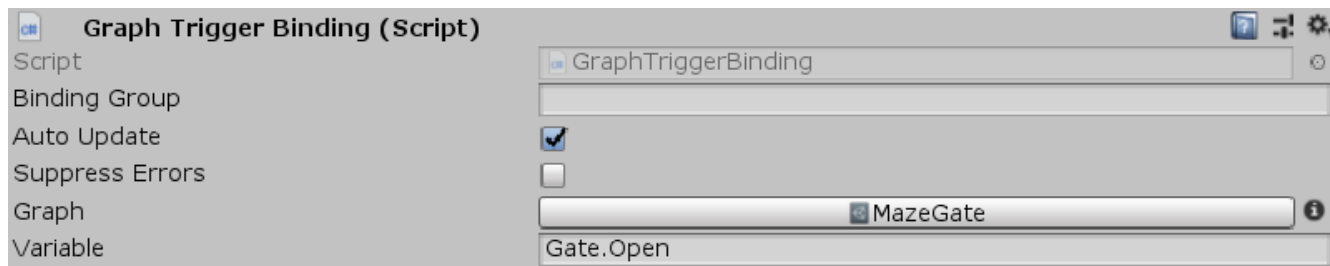 Graph Trigger Binding (Script)
Script GraphTriggerBinding
Binding Group
Auto Update
Suppress Errors
Graph MazeGate
Variable Gate.Open